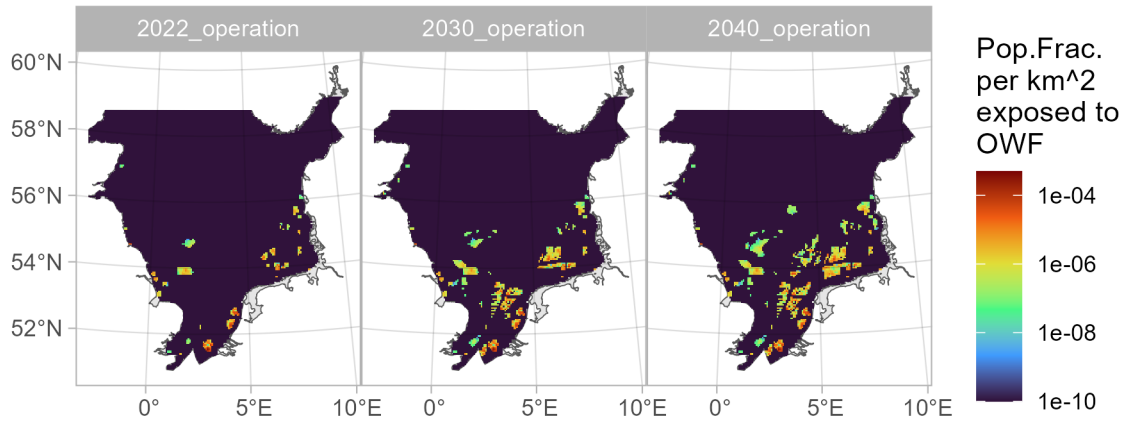 2022_operation
2030_operation
2040_operation
60°N
58°N
56°N
54°N
52°N
0°
5°E
10°E
0°
5°E
10°E
0°
5°E
10°E
Pop.Frac.
per km^2
exposed to
OWF
1e-04
1e-06
1e-08
1e-10